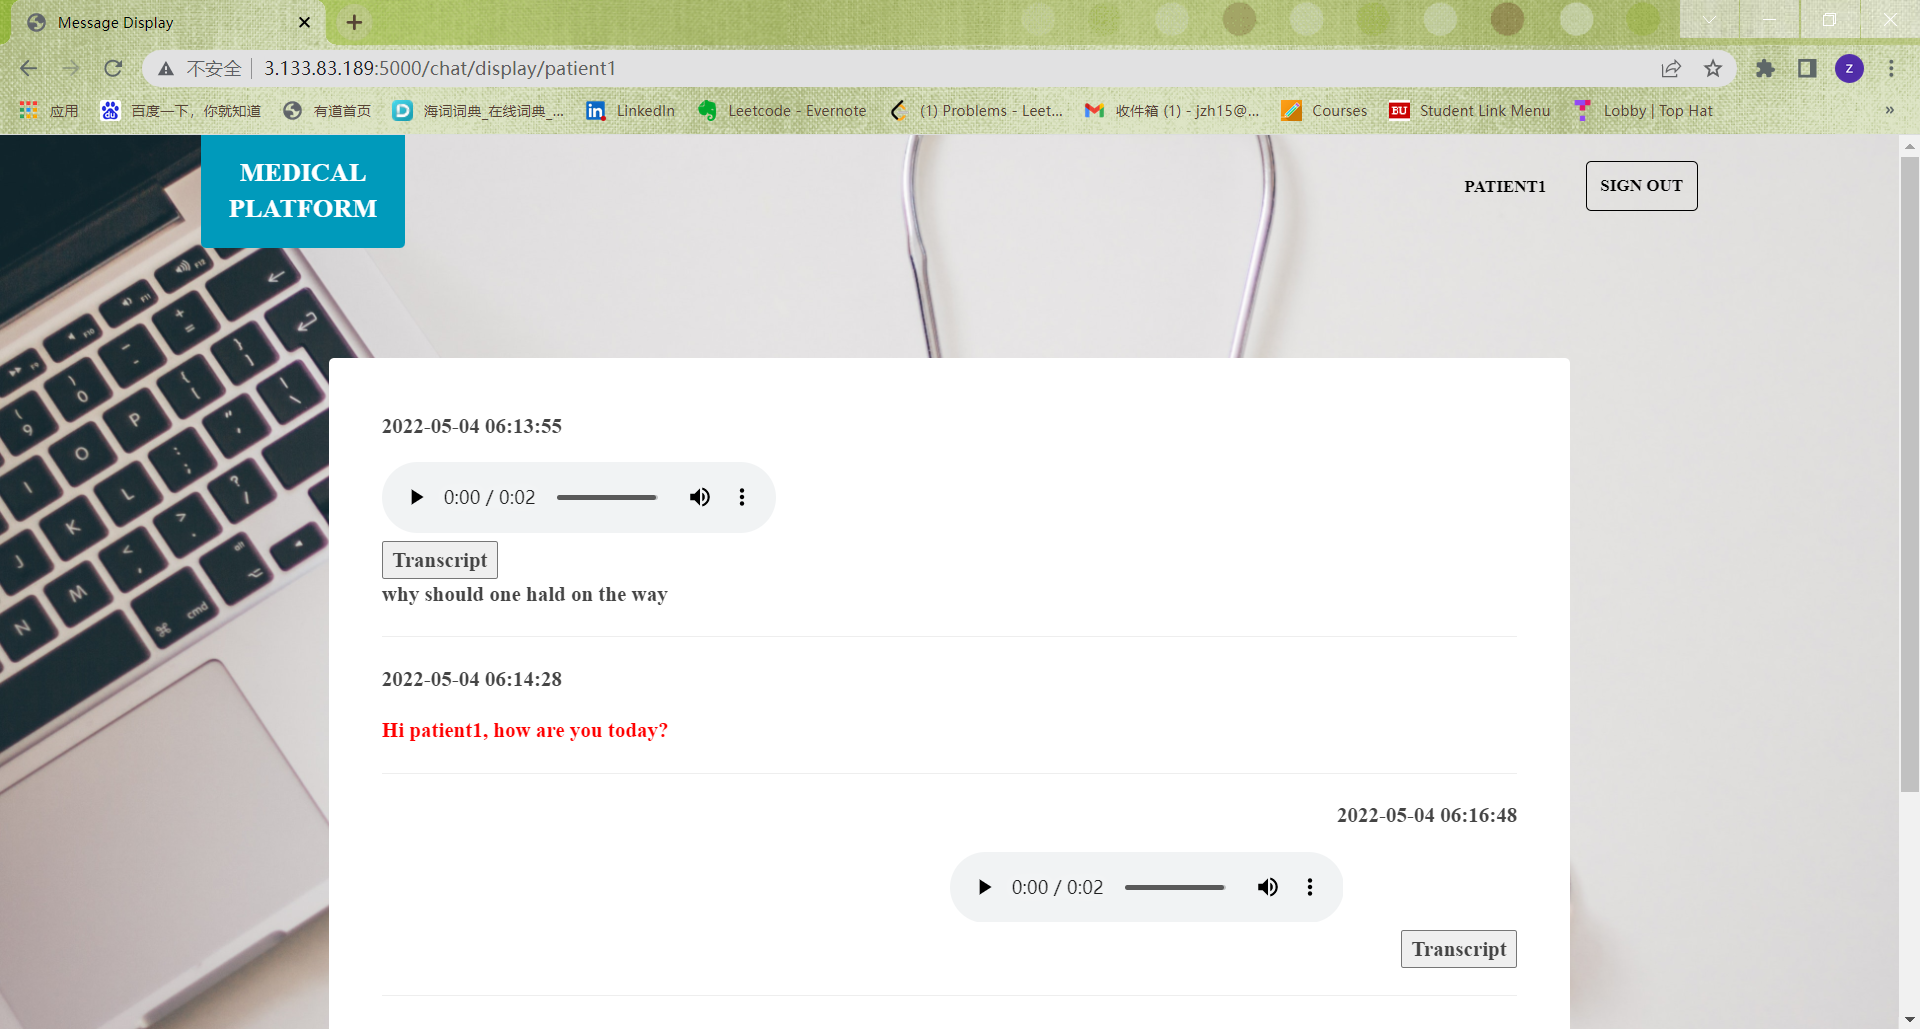 Message Display
不安全
3.133.83.189:5000/chat/display/patient1
z
应用
百度一下，你就知道
有道首页
海词词典_在线词典_...
LinkedIn
Leetcode - Evernote
(1) Problems - Leet...
收件箱 (1) - jzh15@...
Courses
BU
Student Link Menu
Lobby | Top Hat
»
MEDICAL
PLATFORM
PATIENT1
SIGN OUT
2022-05-04 06:13:55
0:00 / 0:02
Transcript
why should one hald on the way
2022-05-04 06:14:28
Hi patient1, how are you today?
2022-05-04 06:16:48
0:00 / 0:02
Transcript